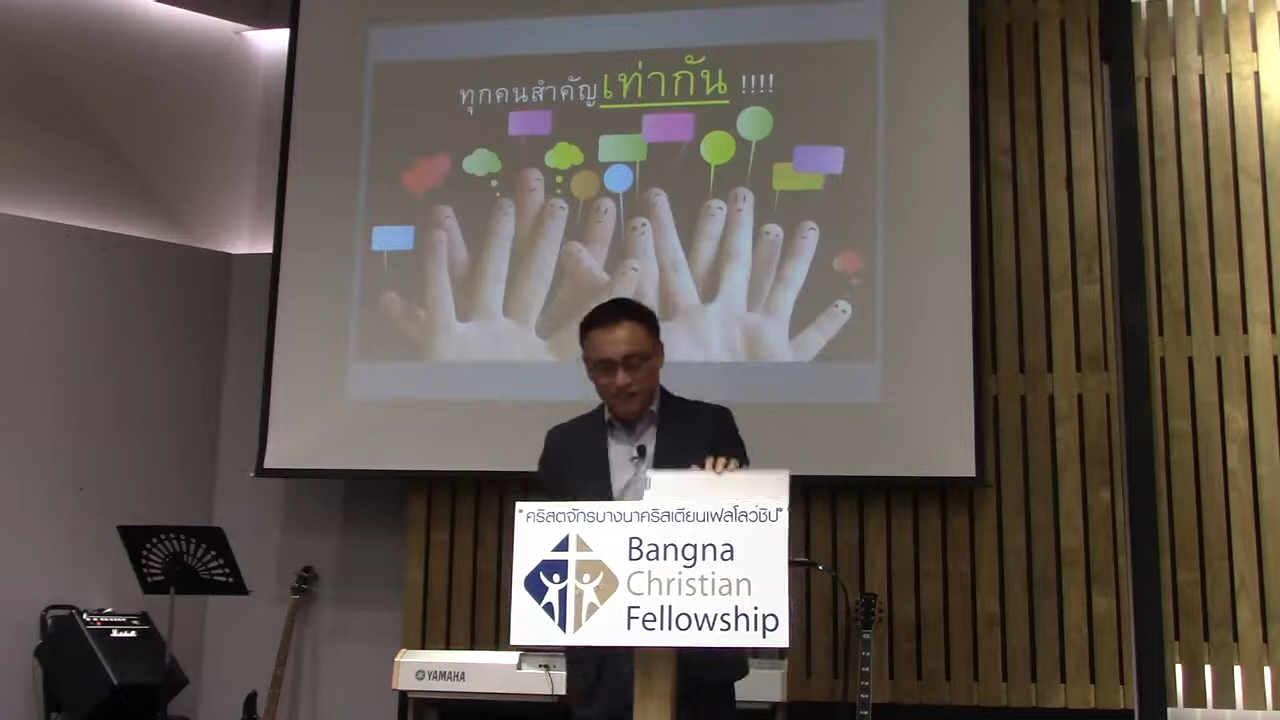 ทุกคนสำคัญเท่ากัน !!!!
"คริสตจักรบางนาคริสเตียนเฟลโลว์ชิป"
Bangna
Christian
Fellowship
YAMAHA
Marshall